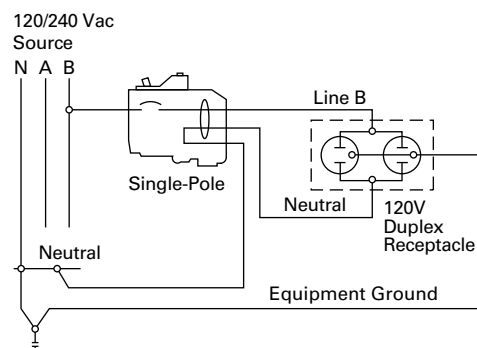 120/240 Vac
Source
N A B
Line B
Single-Pole
Neutral
120V
Duplex
Receptacle
Neutral
Equipment Ground